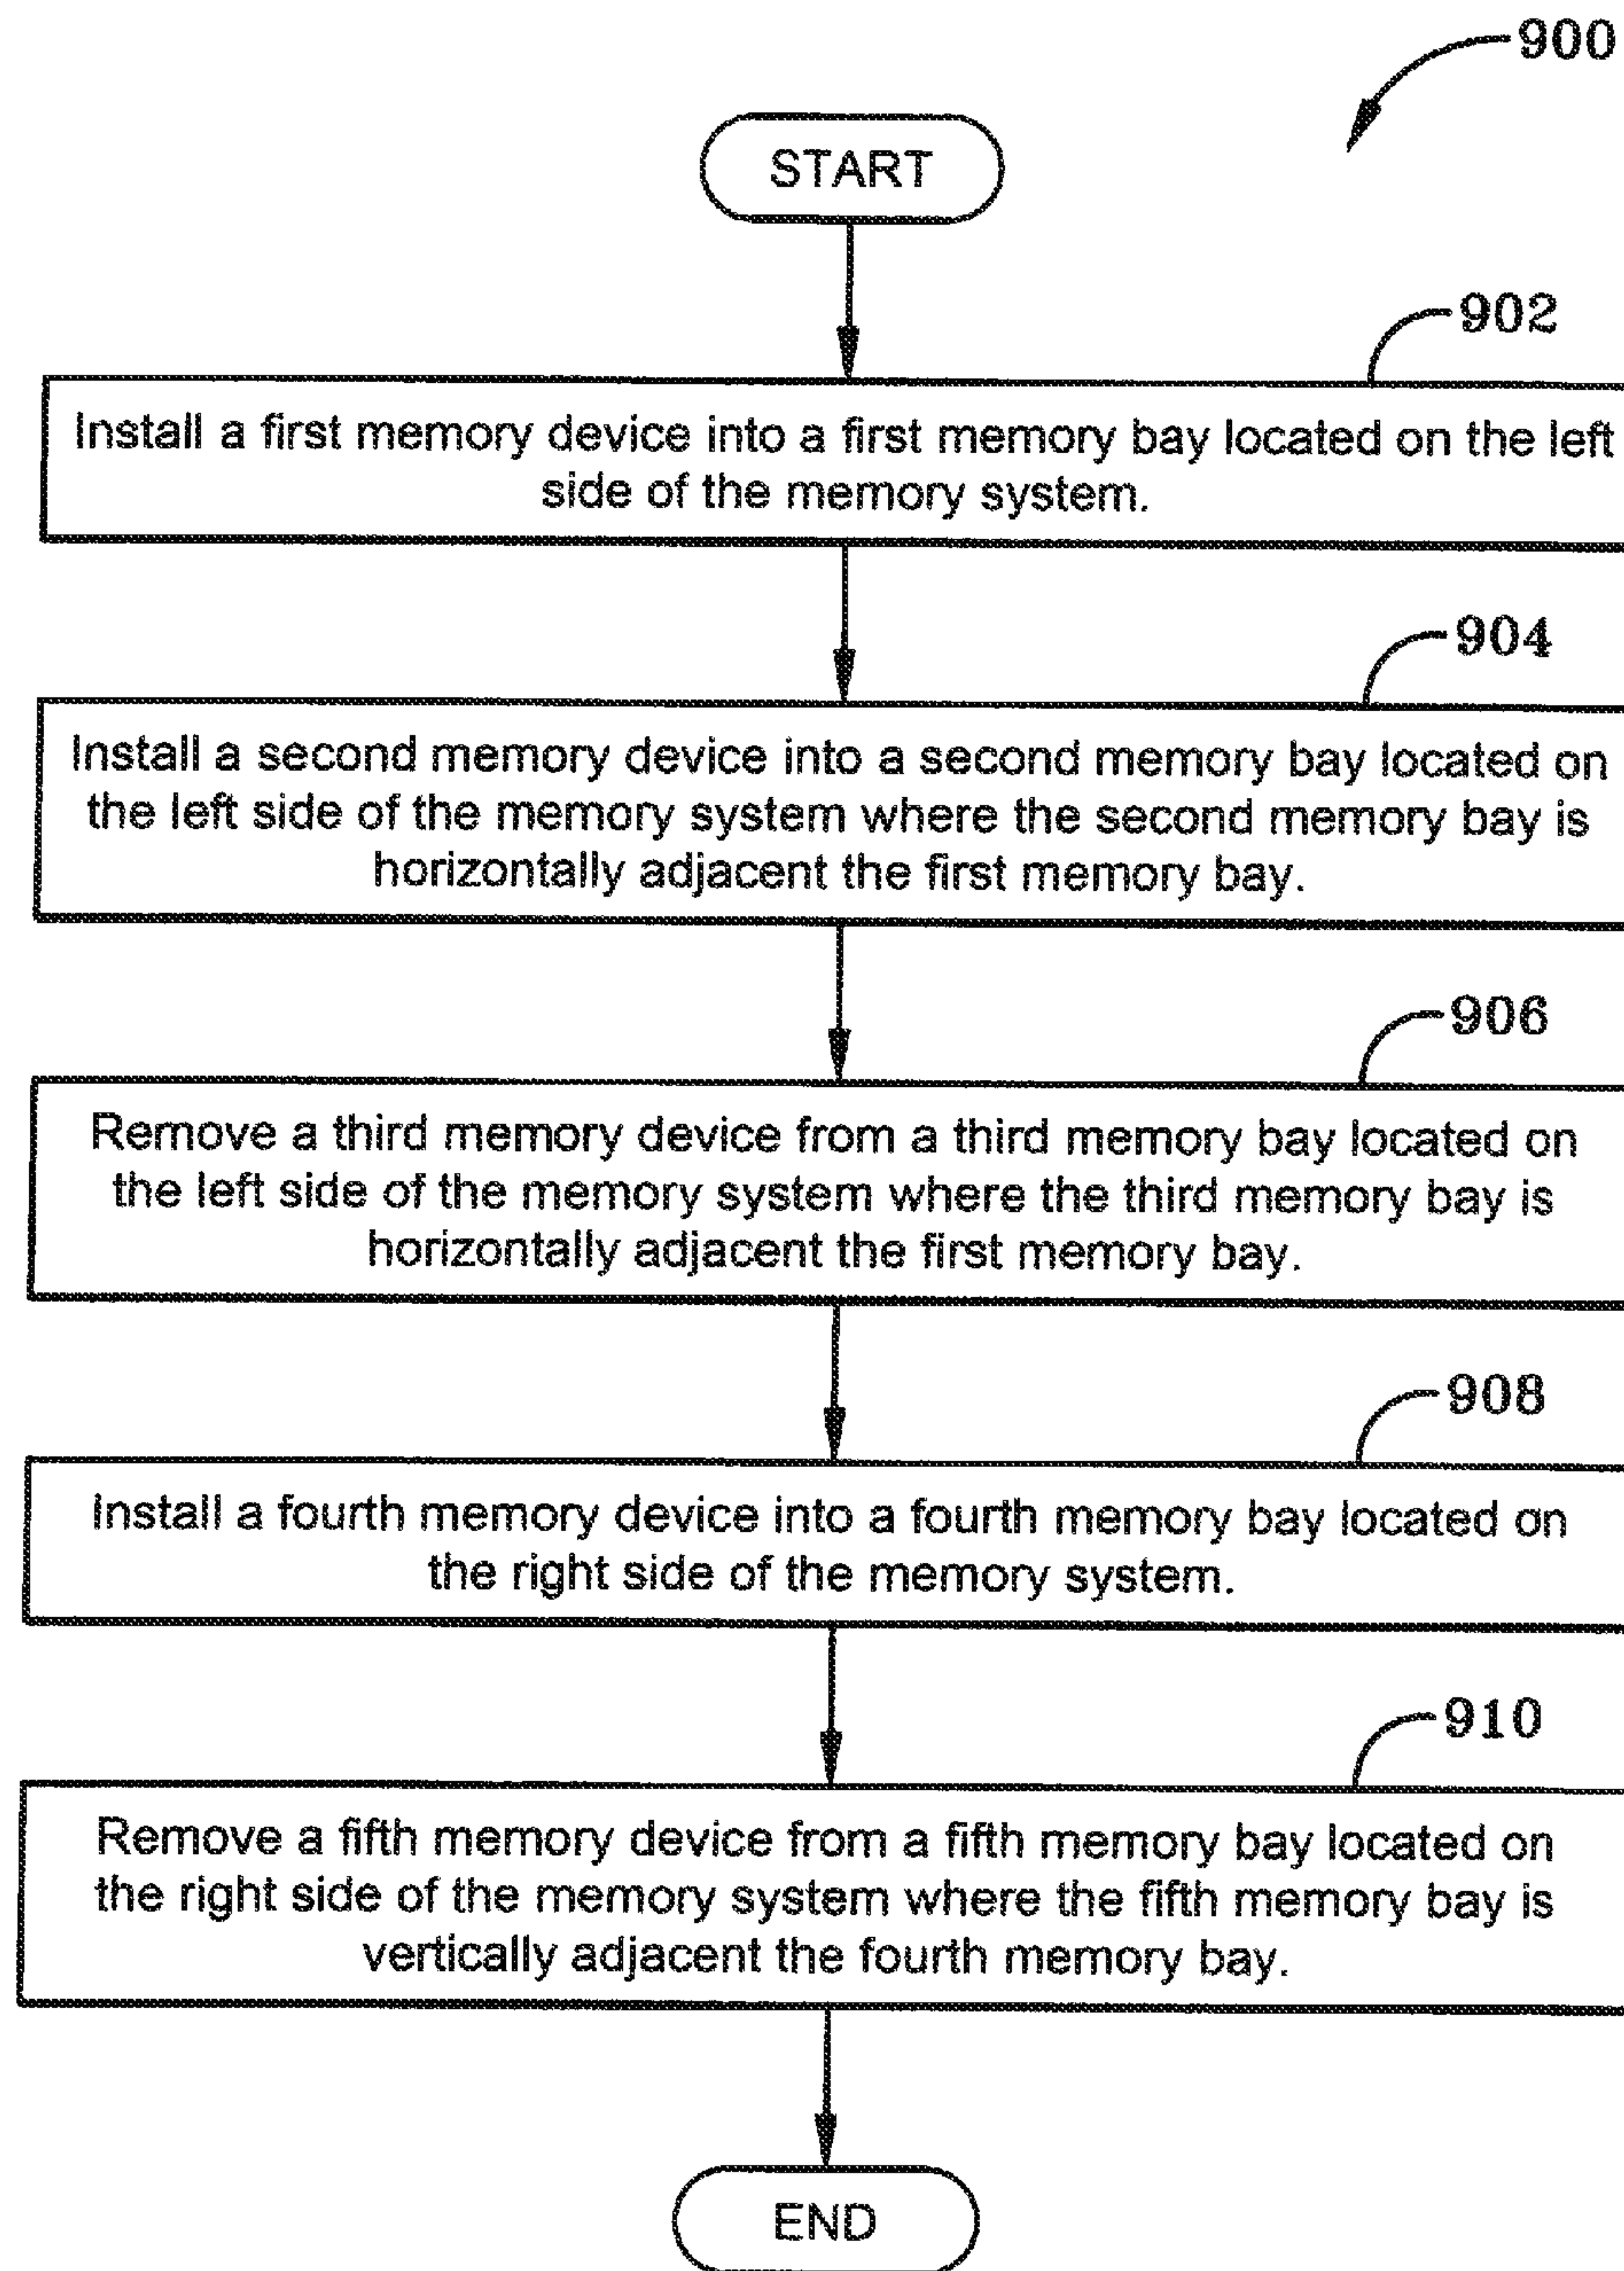 900
START
902
Install a first memory device into a first memory bay located on the left
side of the memory system.
904
Install a second memory device into a second memory bay located on
the left side of the memory system where the second memory bay is
horizontally adjacent the first memory bay.
906
Remove a third memory device from a third memory bay located on
the left side of the memory system where the third memory bay is
horizontally adjacent the first memory bay.
908
Install a fourth memory device into a fourth memory bay located on
the right side of the memory system.
910
Remove a fifth memory device from a fifth memory bay located on
the right side of the memory system where the fifth memory bay is
vertically adjacent the fourth memory bay.
END